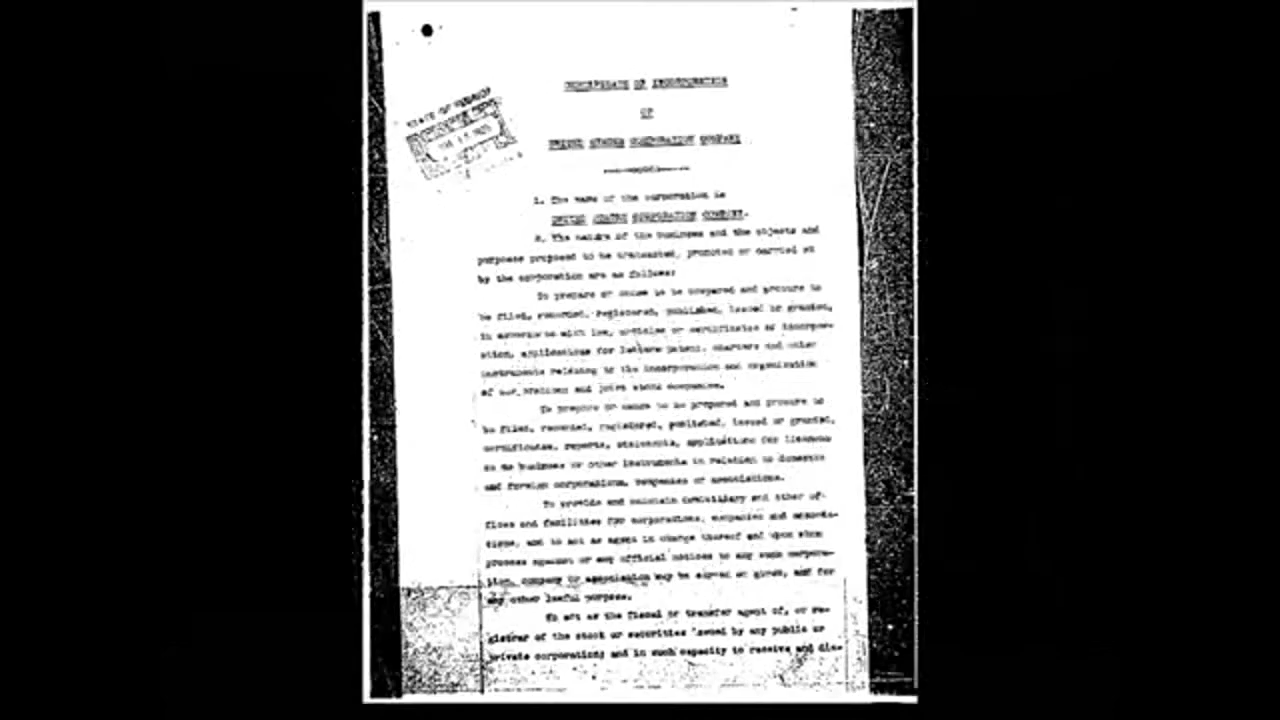 CERTIFICATE OF INCORPORATION
OF
UNITED STATES CORPORATION COMPANY
1. The name of the corporation is
UNITED STATES CORPORATION COMPANY.
2. The nature of the business and the objects and
purposes proposed to be transacted, promoted or carried on
by the corporation are as follows:
To prepare or cause to be prepared and procure to
be filed, recorded, registered, published, issued or granted,
in accordance with law, articles or certificates of incorpor-
ation, applications for letters patent, charters and other
instruments relating to the incorporation and organization
of corporations and joint stock companies.
To prepare or cause to be prepared and procure to
be filed, recorded, registered, published, issued or granted,
certificates, reports, statements, applications for licenses
to do business or other instruments in relation to domestic
and foreign corporations, companies or associations.
To provide and maintain domiciliary and other of-
fices and facilities for corporations, companies and associa-
tions, and to act as agent in charge thereof and upon whom
process against or any official notices to any such corpora-
tion, company or association may be served or given, and for
any other lawful purpose.
To act as the fiscal or transfer agent of, or re-
gistrar of the stock or securities issued by any public or
private corporation; and in such capacity to receive and dis-